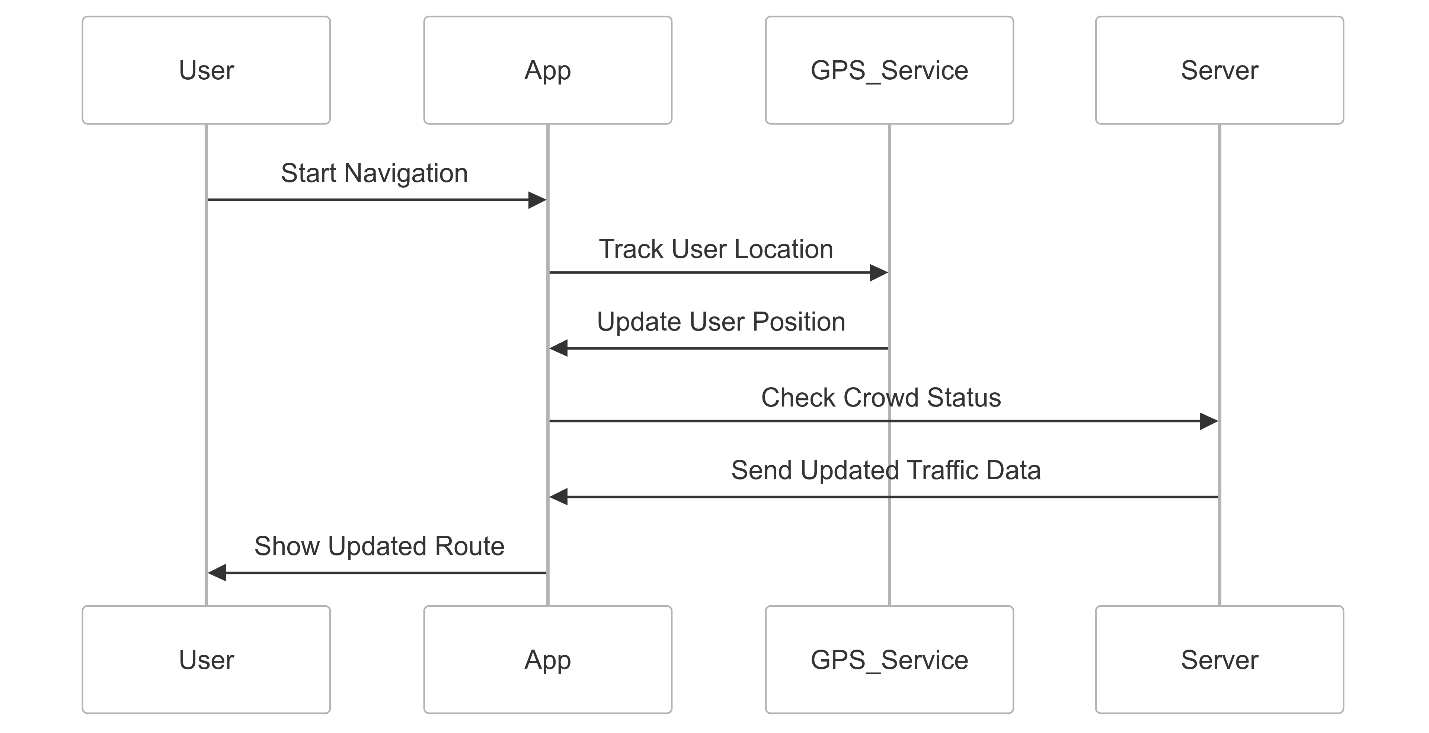 User
App
GPS_Service
Server
Start Navigation
Track User Location
Update User Position
Check Crowd Status
Send Updated Traffic Data
Show Updated Route
User
App
GPS_Service
Server